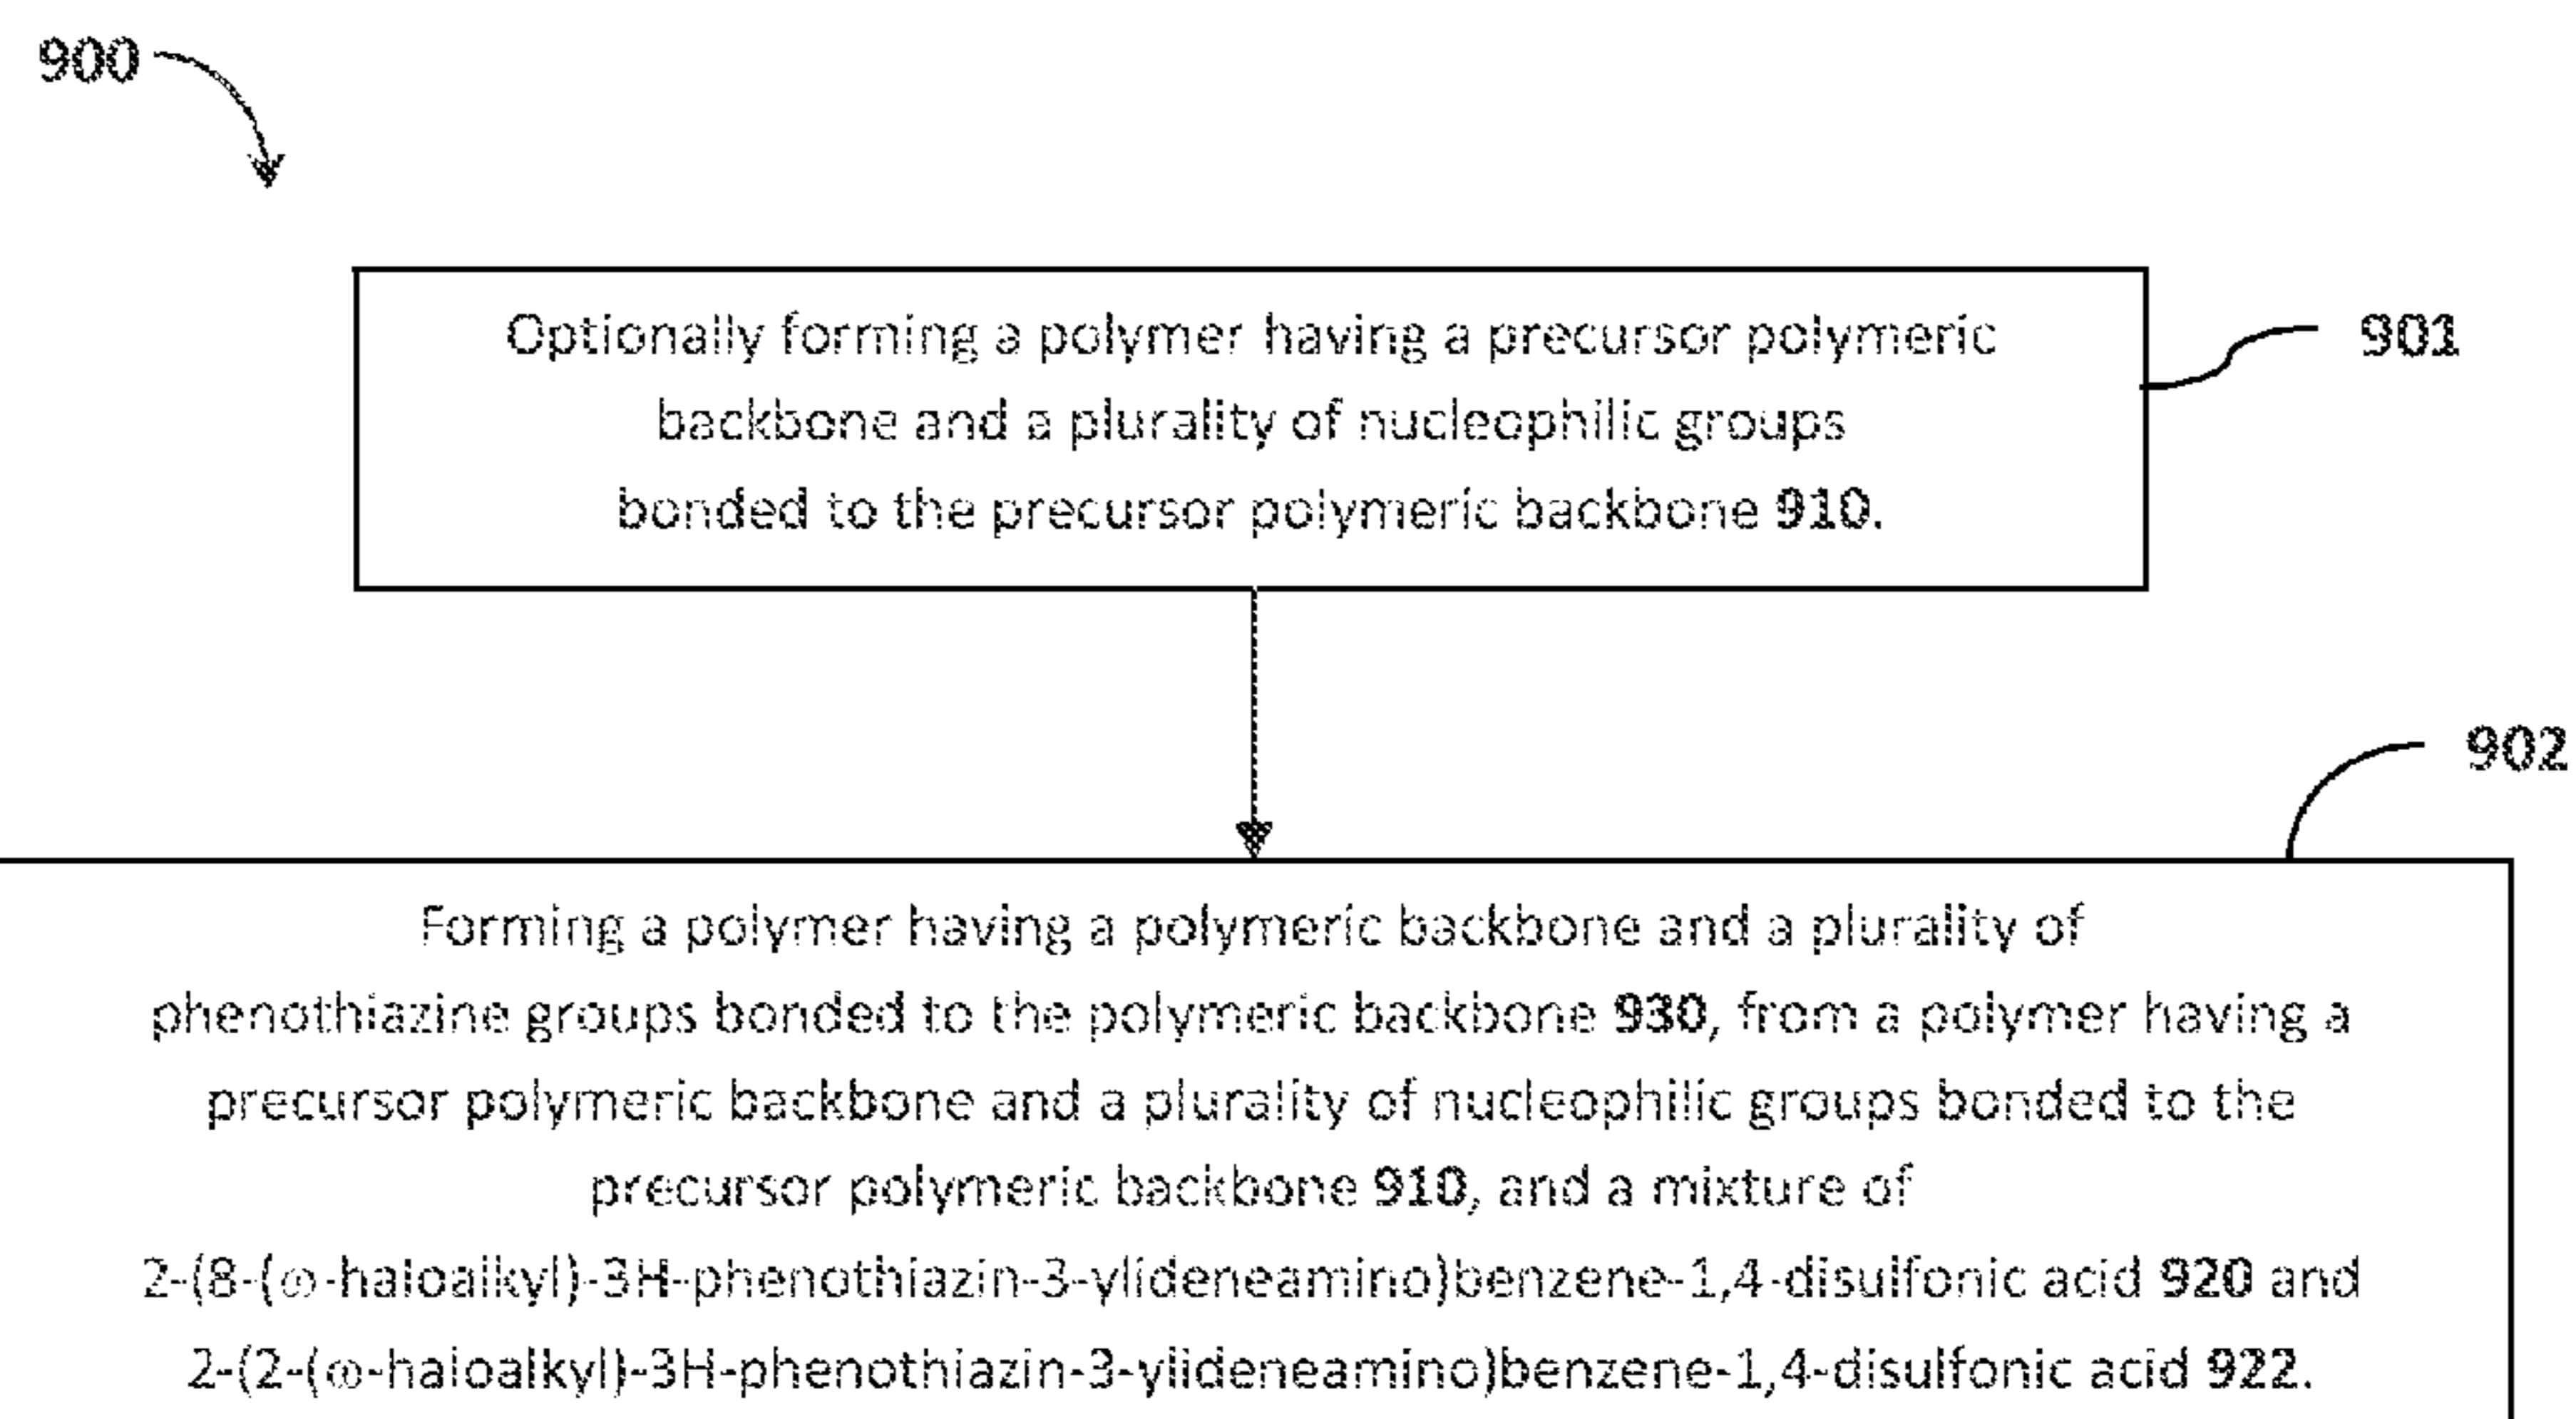 900
Optionally forming a polymer having a precursor polymeric
backbone and a plurality of nucleophilic groups
bonded to the precursor polymeric backbone 910.
901
902
Forming a polymer having a polymeric backbone and a plurality of
phenothiazine groups bonded to the polymeric backbone 930, from a polymer having a
precursor polymeric backbone and a plurality of nucleophilic groups bonded to the
precursor polymeric backbone 910, and a mixture of
2-(8-(ω-haloalkyl)-3H-phenothiazin-3-ylideneamino)benzene-1,4-disulfonic acid 920 and
2-(2-(ω-haloalkyl)-3H-phenothiazin-3-ylideneamino)benzene-1,4-disulfonic acid 922.